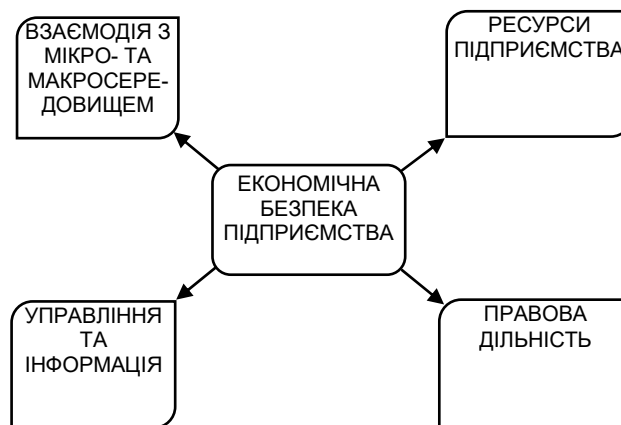 ВЗАЄМОДІЯ З
МІКРО- ТА
МАКРОСЕРЕ-
ДОВИЩЕМ
РЕСУРСИ
ПІДПРИЄМСТВА
ЕКОНОМІЧНА
БЕЗПЕКА
ПІДПРИЄМСТВА
УПРАВЛІННЯ
ТА
ІНФОРМАЦІЯ
ПРАВОВА
ДІЛЬНІСТЬ